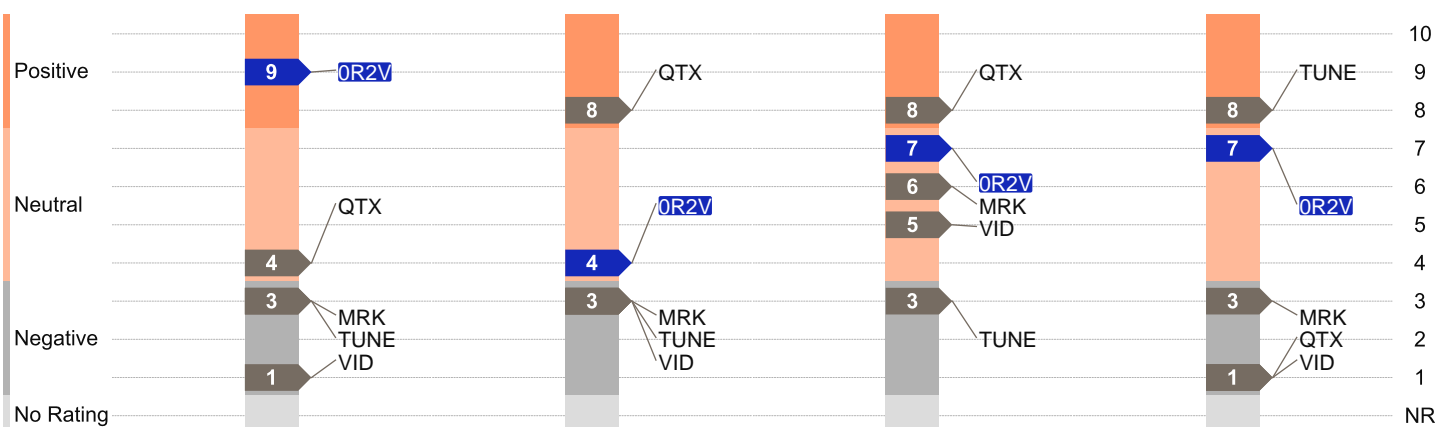 10
Positive 9 0R2V QTX QTX TUNE 9
8 8 8 8
7 7 7
6 0R2V 6
Neutral QTX 0R2V MRK 0R2V
5 VID 5
4 4 4
3 3 3 3 3
MRK MRK MRK
Negative TUNE TUNE TUNE QTX 2
VID VID VID
1 1 1
No Rating NR